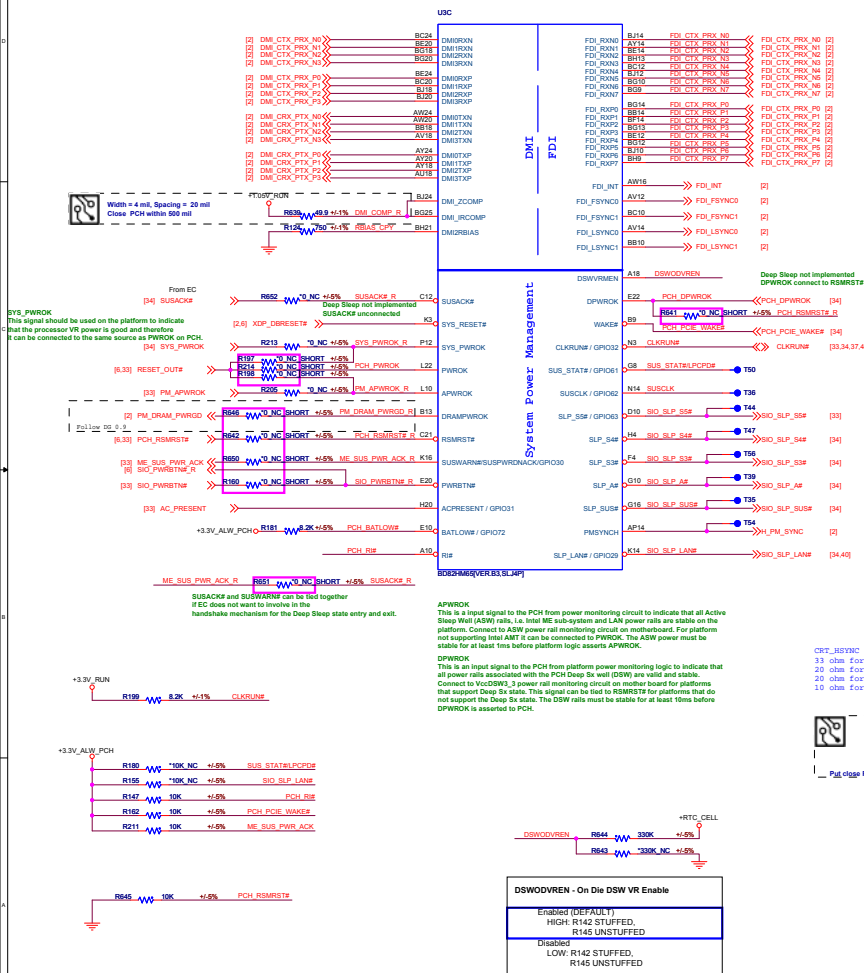 U3C
[2] DMI_CTX_PRX_N0 BC24 DMI0RXN
[2] DMI_CTX_PRX_N1 BE20 DMI1RXN
[2] DMI_CTX_PRX_N2 BG18 DMI2RXN
[2] DMI_CTX_PRX_N3 BG20 DMI3RXN
[2] DMI_CTX_PRX_P0 BE24 DMI0RXP
[2] DMI_CTX_PRX_P1 BC20 DMI1RXP
[2] DMI_CTX_PRX_P2 BJ18 DMI2RXP
[2] DMI_CTX_PRX_P3 BJ20 DMI3RXP
[2] DMI_CRX_PTX_N0 AW24 DMI0TXN
[2] DMI_CRX_PTX_N1 AW20 DMI1TXN
[2] DMI_CRX_PTX_N2 BB18 DMI2TXN
[2] DMI_CRX_PTX_N3 AV18 DMI3TXN
[2] DMI_CRX_PTX_P0 AY24 DMI0TXP
[2] DMI_CRX_PTX_P1 AY20 DMI1TXP
[2] DMI_CRX_PTX_P2 AY18 DMI2TXP
[2] DMI_CRX_PTX_P3 AU18 DMI3TXP
+1.05V_RUN
Width = 4 mil, Spacing = 20 mil
Close PCH within 500 mil
BJ24 DMI_ZCOMP
R639 49.9 +/-1% DMI_COMP_R BG25 DMI_IRCOMP
R124 750 +/-1% RBIAS_CPY BH21 DMI2RBIAS
DMI
FDI
FDI_RXN0 BJ14 FDI_CTX_PRX_N0 FDI_CTX_PRX_N0 [2]
FDI_RXN1 AY14 FDI_CTX_PRX_N1 FDI_CTX_PRX_N1 [2]
FDI_RXN2 BE14 FDI_CTX_PRX_N2 FDI_CTX_PRX_N2 [2]
FDI_RXN3 BH13 FDI_CTX_PRX_N3 FDI_CTX_PRX_N3 [2]
FDI_RXN4 BC12 FDI_CTX_PRX_N4 FDI_CTX_PRX_N4 [2]
FDI_RXN5 BJ12 FDI_CTX_PRX_N5 FDI_CTX_PRX_N5 [2]
FDI_RXN6 BG10 FDI_CTX_PRX_N6 FDI_CTX_PRX_N6 [2]
FDI_RXN7 BG9 FDI_CTX_PRX_N7 FDI_CTX_PRX_N7 [2]
FDI_RXP0 BG14 FDI_CTX_PRX_P0 FDI_CTX_PRX_P0 [2]
FDI_RXP1 BB14 FDI_CTX_PRX_P1 FDI_CTX_PRX_P1 [2]
FDI_RXP2 BF14 FDI_CTX_PRX_P2 FDI_CTX_PRX_P2 [2]
FDI_RXP3 BG13 FDI_CTX_PRX_P3 FDI_CTX_PRX_P3 [2]
FDI_RXP4 BE12 FDI_CTX_PRX_P4 FDI_CTX_PRX_P4 [2]
FDI_RXP5 BG12 FDI_CTX_PRX_P5 FDI_CTX_PRX_P5 [2]
FDI_RXP6 BJ10 FDI_CTX_PRX_P6 FDI_CTX_PRX_P6 [2]
FDI_RXP7 BH9 FDI_CTX_PRX_P7 FDI_CTX_PRX_P7 [2]
FDI_INT AW16 FDI_INT [2]
FDI_FSYNC0 AV12 FDI_FSYNC0 [2]
FDI_FSYNC1 BC10 FDI_FSYNC1 [2]
FDI_LSYNC0 AV14 FDI_LSYNC0 [2]
FDI_LSYNC1 BB10 FDI_LSYNC1 [2]
System Power Management
From EC
[34] SUSACK# R652 *0_NC +/-5% SUSACK#_R C12 SUSACK#
Deep Sleep not implemented
SUSACK# unconnected
SYS_PWROK
This signal should be used on the platform to indicate
that the processor VR power is good and therefore
it can be connected to the same source as PWROK on PCH.
[2,6] XDP_DBRESET# K3 SYS_RESET#
[34] SYS_PWROK R213 *0_NC +/-5% SYS_PWROK_R P12 SYS_PWROK
R197 *0_NC_SHORT +/-5%
[6,33] RESET_OUT# R214 *0_NC_SHORT +/-5% PCH_PWROK L22 PWROK
R198 *0_NC_SHORT +/-5%
[33] PM_APWROK R205 *0_NC +/-5% PM_APWROK_R L10 APWROK
[2] PM_DRAM_PWRGD R646 *0_NC_SHORT +/-5% PM_DRAM_PWRGD_R B13 DRAMPWROK
Follow DG 0.9
[6,33] PCH_RSMRST# R642 *0_NC_SHORT +/-5% PCH_RSMRST#_R C21 RSMRST#
[33] ME_SUS_PWR_ACK R650 *0_NC_SHORT +/-5% ME_SUS_PWR_ACK_R K16 SUSWARN#/SUSPWRDNACK/GPIO30
[6] SIO_PWRBTN#_R
[33] SIO_PWRBTN# R160 *0_NC_SHORT +/-5% SIO_PWRBTN#_R E20 PWRBTN#
[33] AC_PRESENT H20 ACPRESENT / GPIO31
+3.3V_ALW_PCH R181 8.2K +/-5% PCH_BATLOW# E10 BATLOW# / GPIO72
PCH_RI# A10 RI#
DSWVRMEN A18 DSWODVREN
Deep Sleep not implemented
DPWROK connect to RSMRST#
DPWROK E22 PCH_DPWROK PCH_DPWROK [34]
R641 *0_NC_SHORT +/-5% PCH_RSMRST#_R
WAKE# B9 PCH_PCIE_WAKE# PCH_PCIE_WAKE# [34]
CLKRUN# / GPIO32 N3 CLKRUN# CLKRUN# [33,34,37,4
SUS_STAT# / GPIO61 G8 SUS_STAT#/LPCPD# T50
SUSCLK / GPIO62 N14 SUSCLK T36
T44
SLP_S5# / GPIO63 D10 SIO_SLP_S5# SIO_SLP_S5# [33]
T47
SLP_S4# H4 SIO_SLP_S4# SIO_SLP_S4# [34]
T56
SLP_S3# F4 SIO_SLP_S3# SIO_SLP_S3# [34]
T39
SLP_A# G10 SIO_SLP_A# SIO_SLP_A# [34]
T35
SLP_SUS# G16 SIO_SLP_SUS# SIO_SLP_SUS# [34]
T54
PMSYNCH AP14 H_PM_SYNC [2]
SLP_LAN# / GPIO29 K14 SIO_SLP_LAN# SIO_SLP_LAN# [34,40]
BD82HM65[VER.B3,SLJ4P]
ME_SUS_PWR_ACK_R R651 *0_NC_SHORT +/-5% SUSACK#_R
SUSACK# and SUSWARN# can be tied together
if EC does not want to involve in the
handshake mechanism for the Deep Sleep state entry and exit.
APWROK
This is a input signal to the PCH from power monitoring circuit to indicate that all Active
Sleep Well (ASW) rails, i.e. Intel ME sub-system and LAN power rails are stable on the
platform. Connect to ASW power rail monitoring circuit on motherboard. For platform
not supporting Intel AMT it can be connected to PWROK. The ASW power must be
stable for at least 1ms before platform logic asserts APWROK.
DPWROK
This is an input signal to the PCH from platform power monitoring logic to indicate that
all power rails associated with the PCH Deep Sx well (DSW) are valid and stable.
Connect to VccDSW3_3 power rail monitoring circuit on mother board for platforms
that support Deep Sx state. This signal can be tied to RSMRST# for platforms that do
not support the Deep Sx state. The DSW rails must be stable for at least 10ms before
DPWROK is asserted to PCH.
CRT_HSYNC
33 ohm for
20 ohm for
20 ohm for
10 ohm for
Put close
+3.3V_RUN
R199 8.2K +/-1% CLKRUN#
+3.3V_ALW_PCH
R180 *10K_NC +/-5% SUS_STAT#/LPCPD#
R155 *10K_NC +/-5% SIO_SLP_LAN#
R147 10K +/-5% PCH_RI#
R162 10K +/-5% PCH_PCIE_WAKE#
R211 10K +/-5% ME_SUS_PWR_ACK
R645 10K +/-5% PCH_RSMRST#
+RTC_CELL
DSWODVREN R644 330K +/-5%
R643 *330K_NC +/-5%
DSWODVREN - On Die DSW VR Enable
Enabled (DEFAULT)
HIGH: R142 STUFFED,
R145 UNSTUFFED
Disabled
LOW: R142 STUFFED,
R145 UNSTUFFED
D
C
B
A